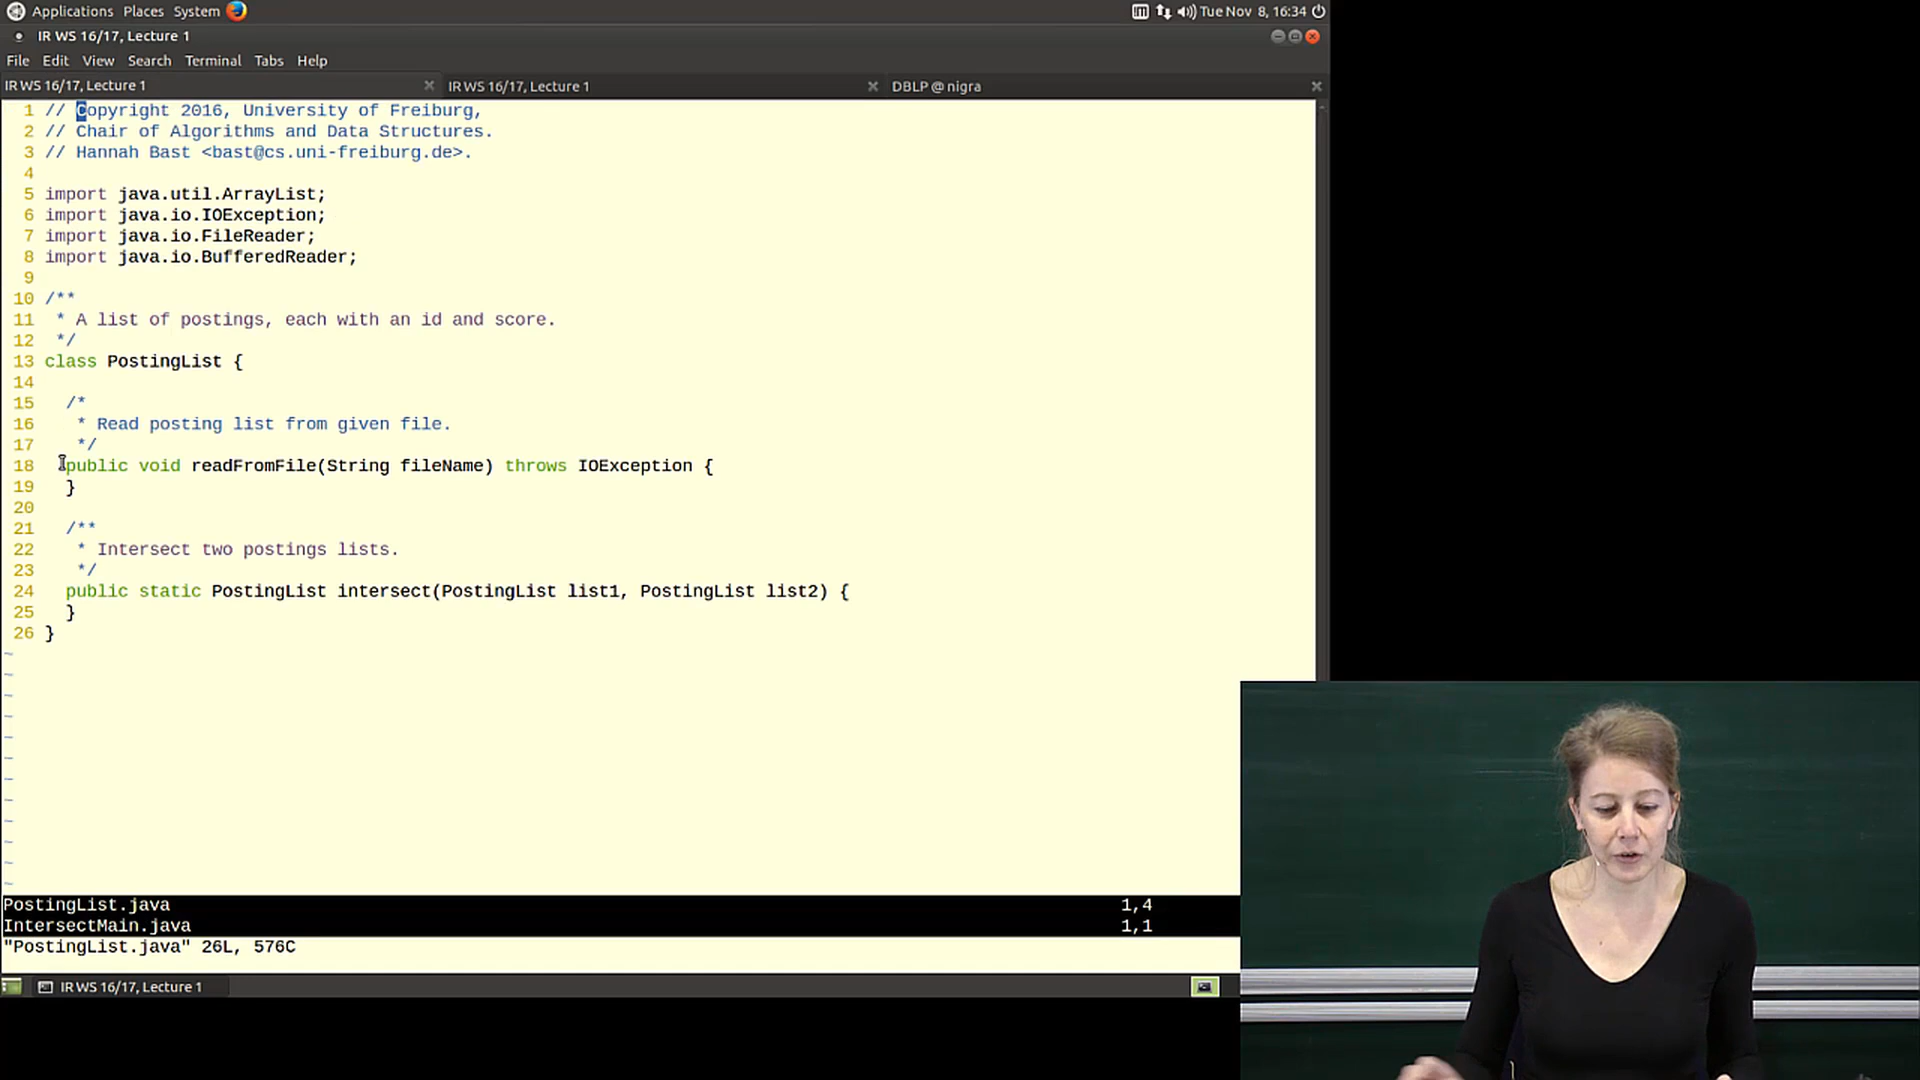 Applications Places System
Tue Nov 8, 16:34
IR WS 16/17, Lecture 1
File Edit View Search Terminal Tabs Help
IR WS 16/17, Lecture 1
IR WS 16/17, Lecture 1
DBLP @ nigra
1 // Copyright 2016, University of Freiburg,
2 // Chair of Algorithms and Data Structures.
3 // Hannah Bast <bast@cs.uni-freiburg.de>.
4
5 import java.util.ArrayList;
6 import java.io.IOException;
7 import java.io.FileReader;
8 import java.io.BufferedReader;
9
10 /**
11 * A list of postings, each with an id and score.
12 */
13 class PostingList {
14
15 /*
16 * Read posting list from given file.
17 */
18 public void readFromFile(String fileName) throws IOException {
19 }
20
21 /**
22 * Intersect two postings lists.
23 */
24 public static PostingList intersect(PostingList list1, PostingList list2) {
25 }
26 }
~
~
~
~
~
~
~
~
~
~
~
~
PostingList.java 1,4
IntersectMain.java 1,1
"PostingList.java" 26L, 576C
IR WS 16/17, Lecture 1